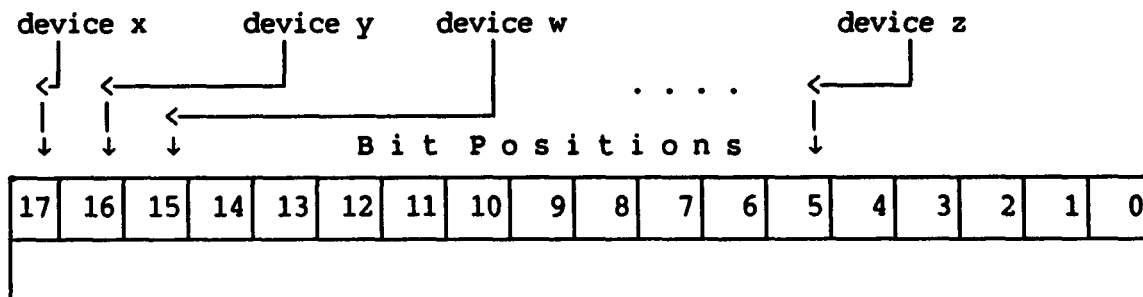 device x device y device w device z
. . . .
Bit Positions
17 16 15 14 13 12 11 10 9 8 7 6 5 4 3 2 1 0